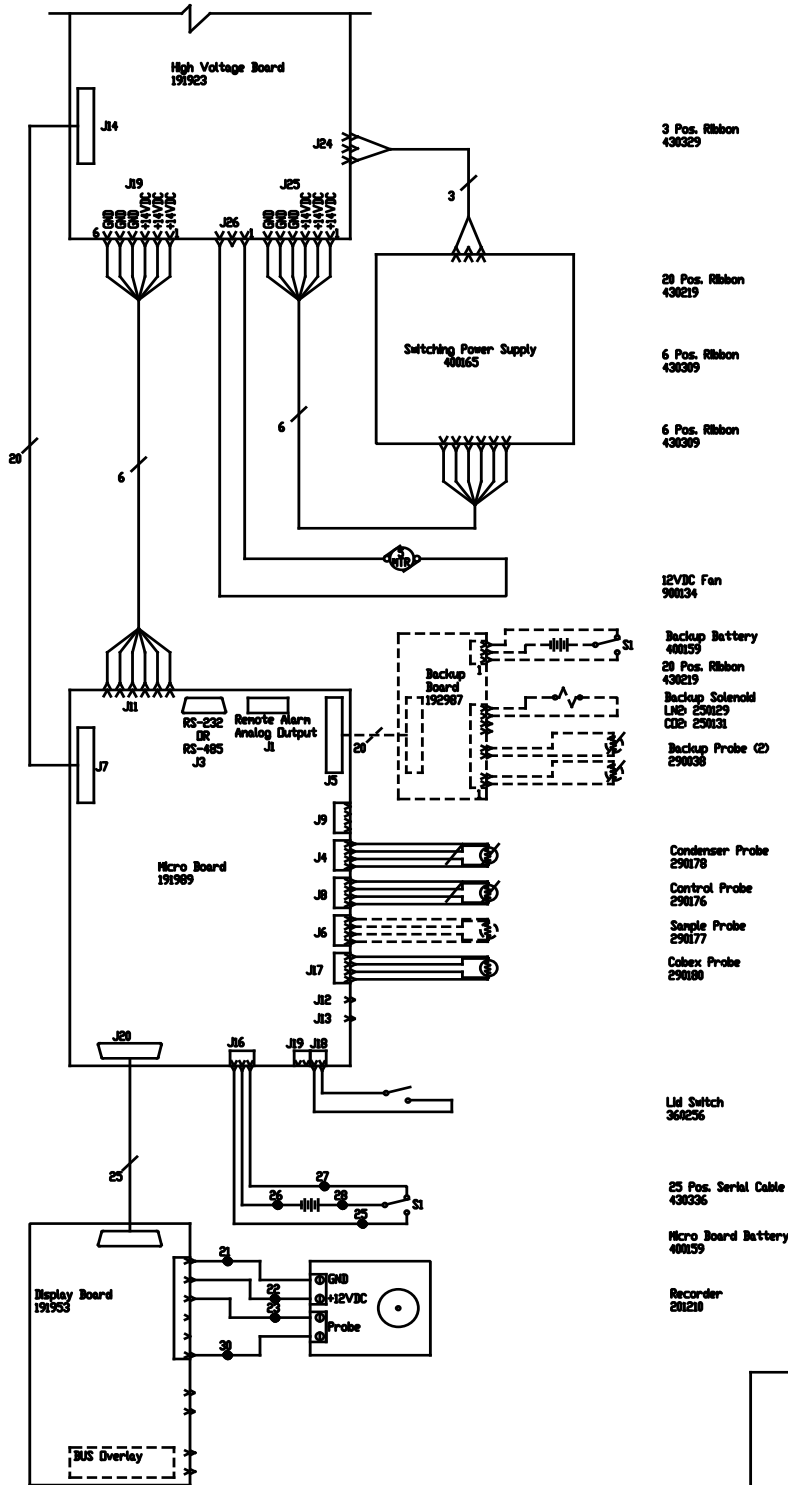 High Voltage Board
191923
J14
J24
3 Pos. Ribbon
430329
J19
J25
3
GND
GND
GND
+14VDC
+14VDC
+14VDC
J26
GND
GND
GND
+14VDC
+14VDC
+14VDC
6
1
1
1
20 Pos. Ribbon
430219
Switching Power Supply
400165
6 Pos. Ribbon
430309
6
6 Pos. Ribbon
430309
20
6
5
MTR
12VDC Fan
900134
S1
Backup Battery
400159
Backup
Board
192987
1
20 Pos. Ribbon
430219
J11
RS-232
OR
RS-485
J3
Remote Alarm
Analog Output
J1
Backup Solenoid
LN2: 250129
CO2: 250131
20
J7
J5
Backup Probe (2)
290038
1
J9
Micro Board
191989
J4
Condenser Probe
290178
J8
Control Probe
290176
J6
Sample Probe
290177
J17
Cobex Probe
290180
J12
J13
J20
J16
J19
J18
Lid Switch
360256
25
27
25 Pos. Serial Cable
430336
26
28
S1
25
Micro Board Battery
400159
21
Display Board
191953
GND
22
+12VDC
23
Probe
Recorder
201210
30
BUS Overlay